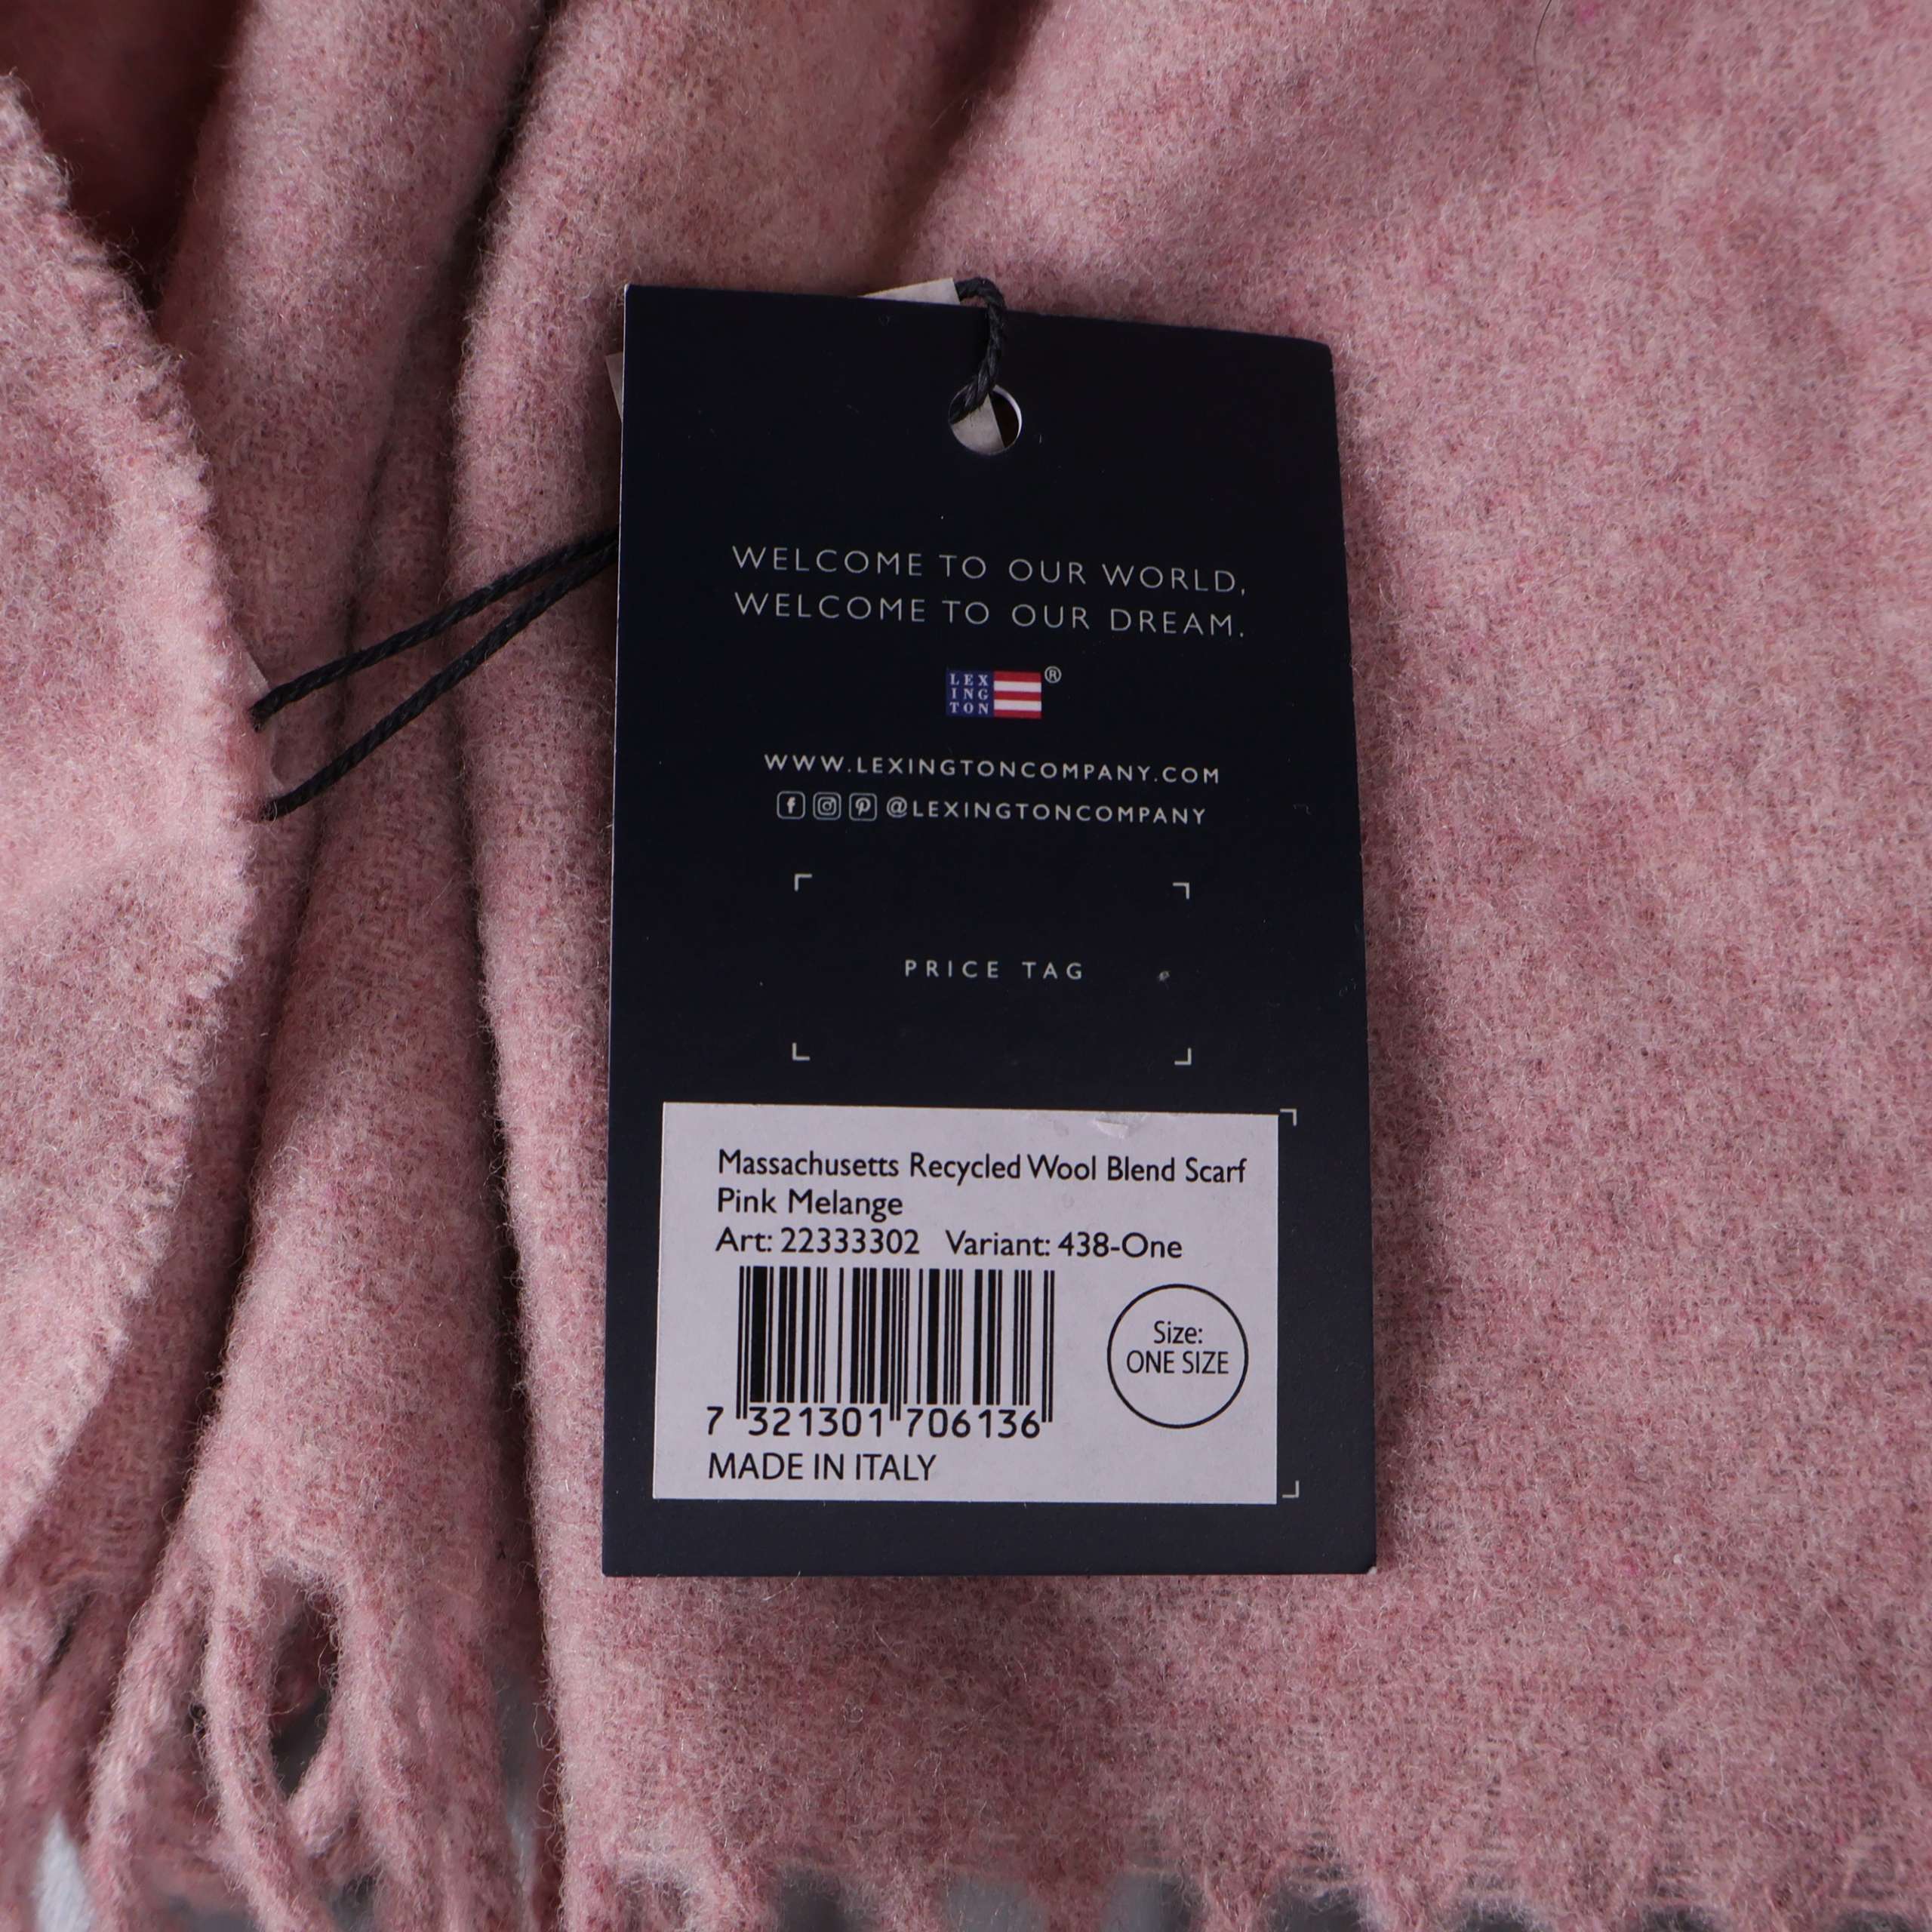 WELCOME TO OUR WORLD,
WELCOME TO OUR DREAM.
LEX
ING
TON
®
WWW.LEXINGTONCOMPANY.COM
@LEXINGTONCOMPANY
PRICE TAG
Massachusetts Recycled Wool Blend Scarf
Pink Melange
Art: 22333302 Variant: 438-One
Size:
ONE SIZE
7 321301 706136
MADE IN ITALY